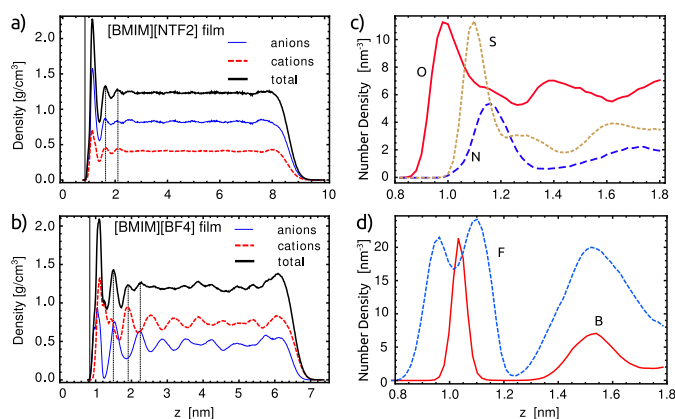 a)
[BMIM][NTF2] film
anions
cations
total
Density [g/cm³]
2.0
1.5
1.0
0.5
0.0
0 1 2 3 4 5 6 7 8 9 10
b)
[BMIM][BF4] film
anions
cations
total
Density [g/cm³]
2.0
1.5
1.0
0.5
0.0
0 1 2 3 4 5 6 7
z [nm]
c)
O
S
N
Number Density [nm⁻³]
10
8
6
4
2
0
0.8 1.0 1.2 1.4 1.6 1.8
d)
F
B
Number Density [nm⁻³]
20
15
10
5
0
0.8 1.0 1.2 1.4 1.6 1.8
z [nm]